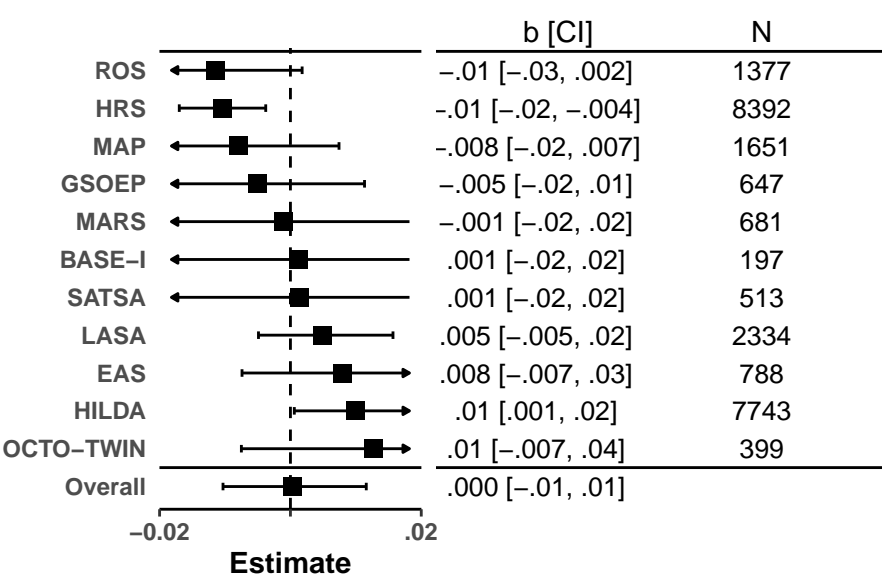 b [CI] N
ROS −.01 [−.03, .002] 1377
HRS −.01 [−.02, −.004] 8392
MAP −.008 [−.02, .007] 1651
GSOEP −.005 [−.02, .01] 647
MARS −.001 [−.02, .02] 681
BASE−I .001 [−.02, .02] 197
SATSA .001 [−.02, .02] 513
LASA .005 [−.005, .02] 2334
EAS .008 [−.007, .03] 788
HILDA .01 [.001, .02] 7743
OCTO−TWIN .01 [−.007, .04] 399
Overall .000 [−.01, .01]
−0.02 .02
Estimate